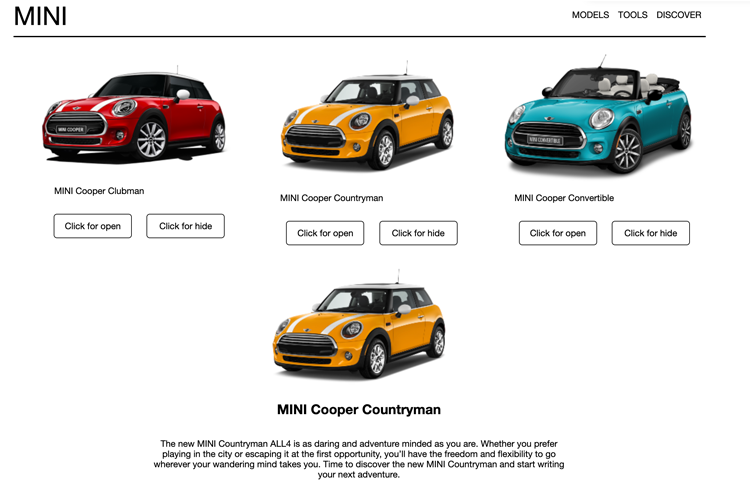 MINI
MODELS TOOLS DISCOVER
MINI COOPER
MINI CONVERTIBLE
MINI Cooper Clubman
MINI Cooper Countryman
MINI Cooper Convertible
Click for open
Click for hide
Click for open
Click for hide
Click for open
Click for hide
MINI Cooper Countryman
The new MINI Countryman ALL4 is as daring and adventure minded as you are. Whether you prefer
playing in the city or escaping it at the first opportunity, you’ll have the freedom and flexibility to go
wherever your wandering mind takes you. Time to discover the new MINI Countryman and start writing
your next adventure.